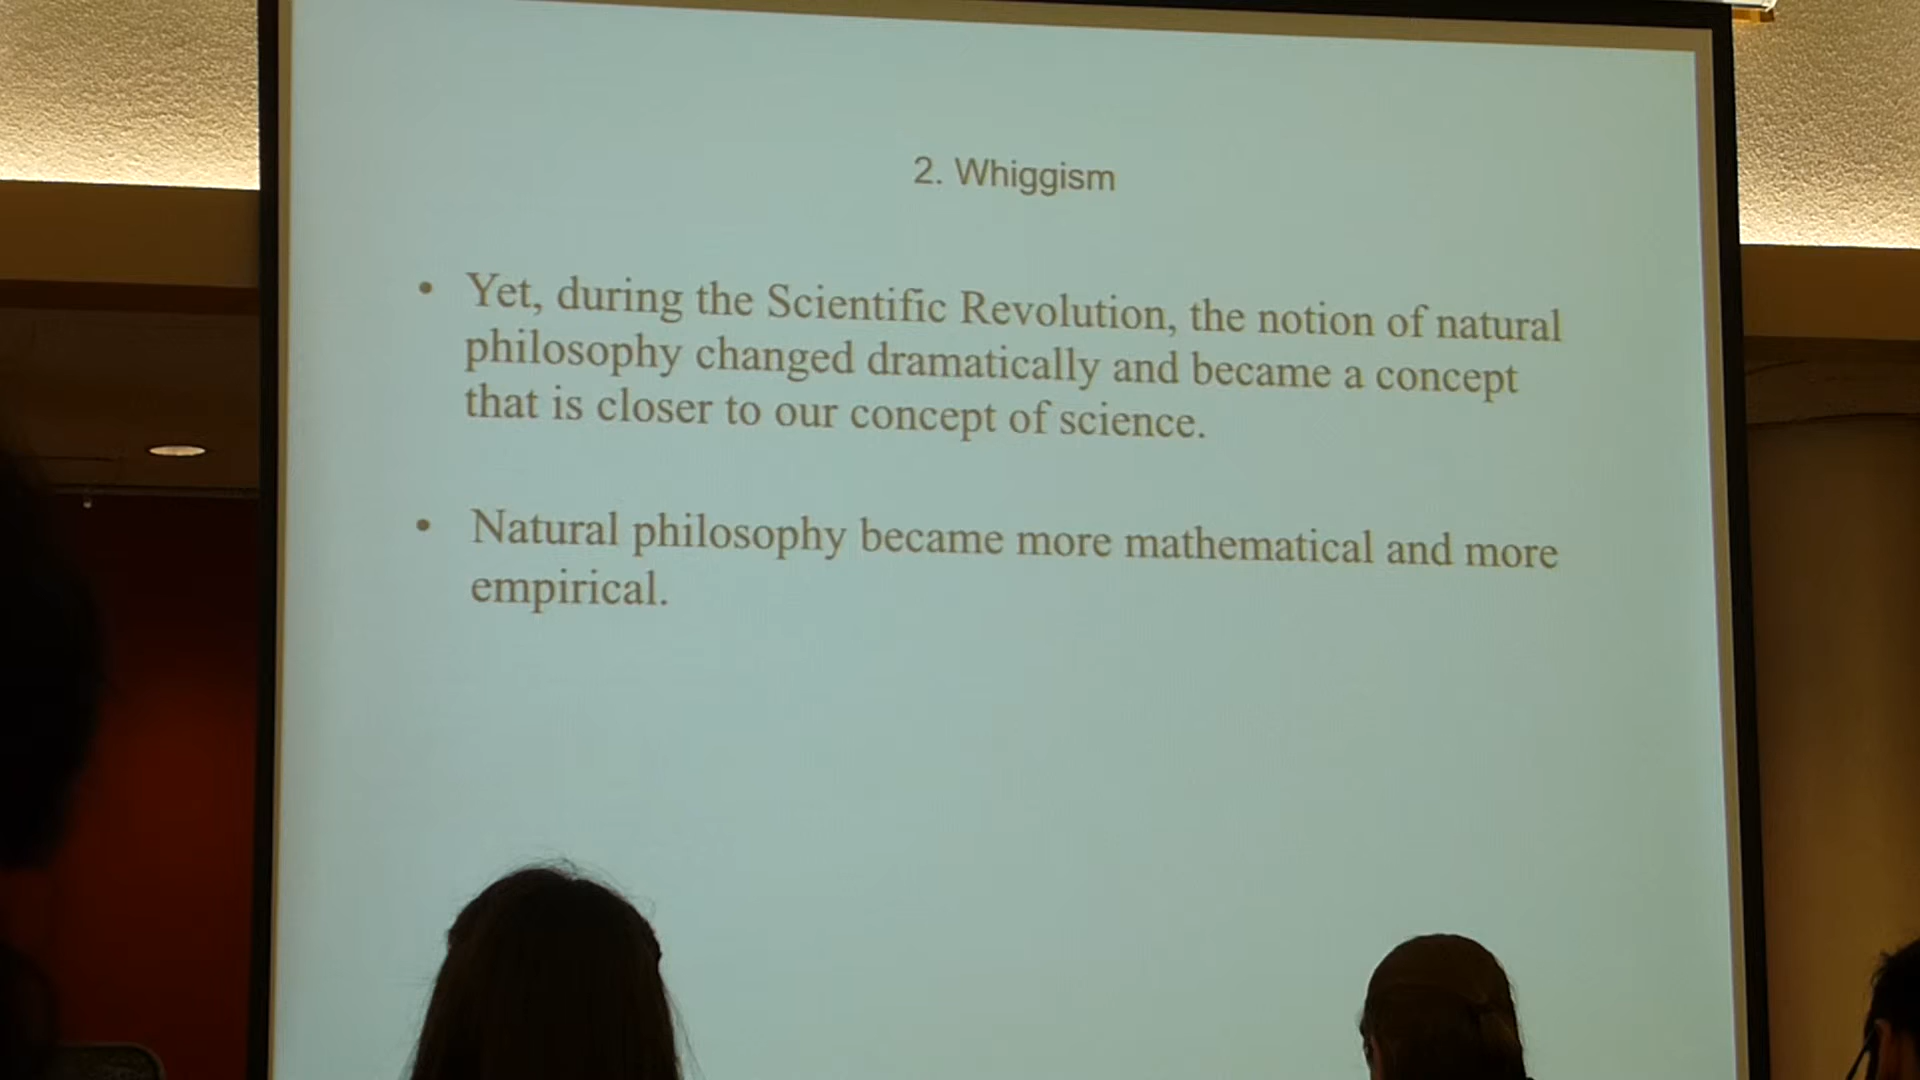 2. Whiggism
• Yet, during the Scientific Revolution, the notion of natural
philosophy changed dramatically and became a concept
that is closer to our concept of science.
• Natural philosophy became more mathematical and more
empirical.